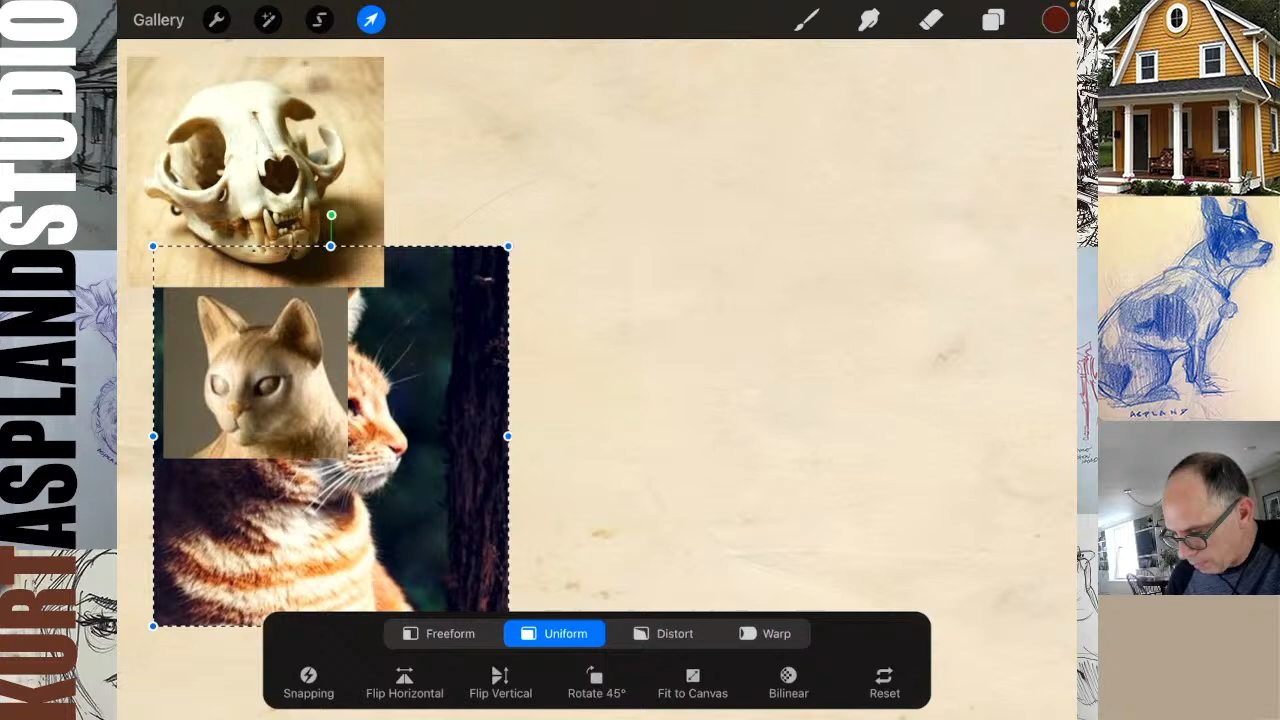 KURT ASPLAND STUDIO
Gallery
Freeform
Uniform
Distort
Warp
Snapping
Flip Horizontal
Flip Vertical
Rotate 45°
Fit to Canvas
Bilinear
Reset
ASPLAND